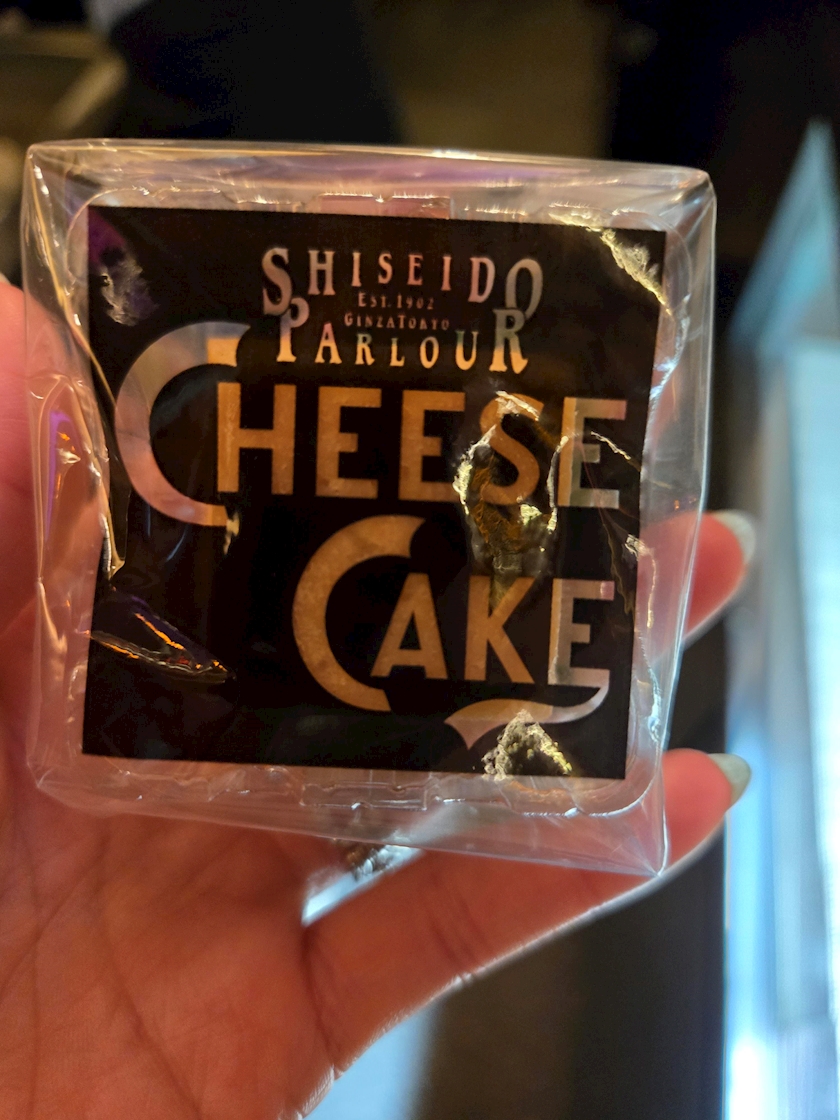 SHISEIDO
EST. 1902
GINZA TOKYO
PARLOUR
CHEESE
CAKE